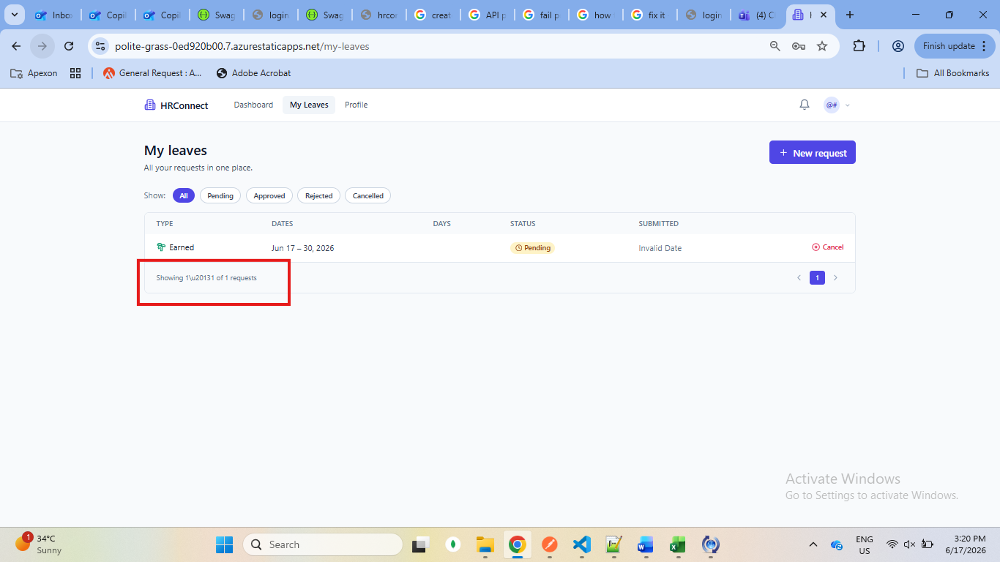 Inbox
Copil
Copil
Swag
login
Swag
hrcor
creat
API p
fail p
how
fix it
login
(4) C
polite-grass-0ed920b00.7.azurestaticapps.net/my-leaves
Finish update
Apexon
General Request : A...
Adobe Acrobat
All Bookmarks
HRConnect
Dashboard
My Leaves
Profile
@#
My leaves
+ New request
All your requests in one place.
Show:
All
Pending
Approved
Rejected
Cancelled
TYPE DATES DAYS STATUS SUBMITTED
Earned Jun 17 – 30, 2026 Pending Invalid Date Cancel
Showing 1\u20131 of 1 requests
1
Activate Windows
Go to Settings to activate Windows.
1
34°C
Sunny
Search
ENG
US
3:20 PM
6/17/2026